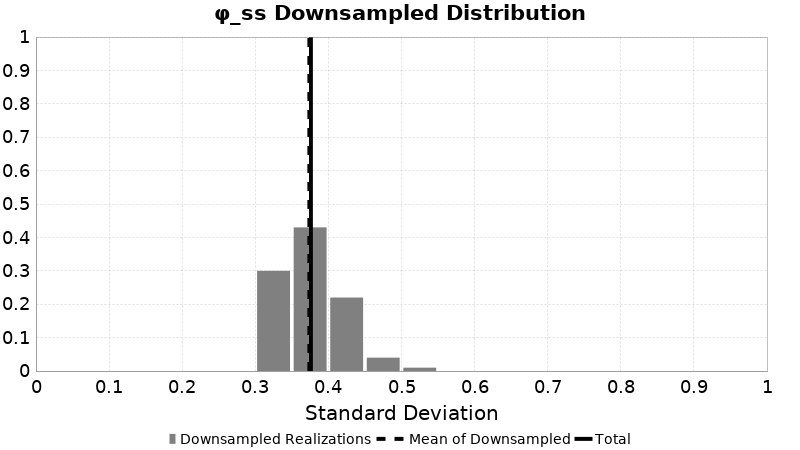 φ_ss Downsampled Distribution
1
0.9
0.8
0.7
0.6
0.5
0.4
0.3
0.2
0.1
0
0 0.1 0.2 0.3 0.4 0.5 0.6 0.7 0.8 0.9 1
Standard Deviation
Downsampled Realizations Mean of Downsampled Total